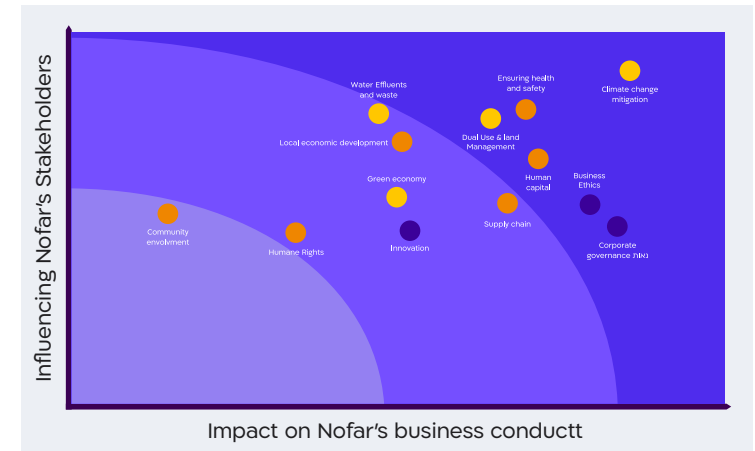 Influencing Nofar's Stakeholders
Water Effluents
and waste
Ensuring health
and safety
Climate change
mitigation
Local economic development
Dual Use & land
Management
Green economy
Human
capital
Business
Ethics
Community
envolvment
Humane Rights
Innovation
Supply chain
Corporate
governance נאות
Impact on Nofar's business conductt